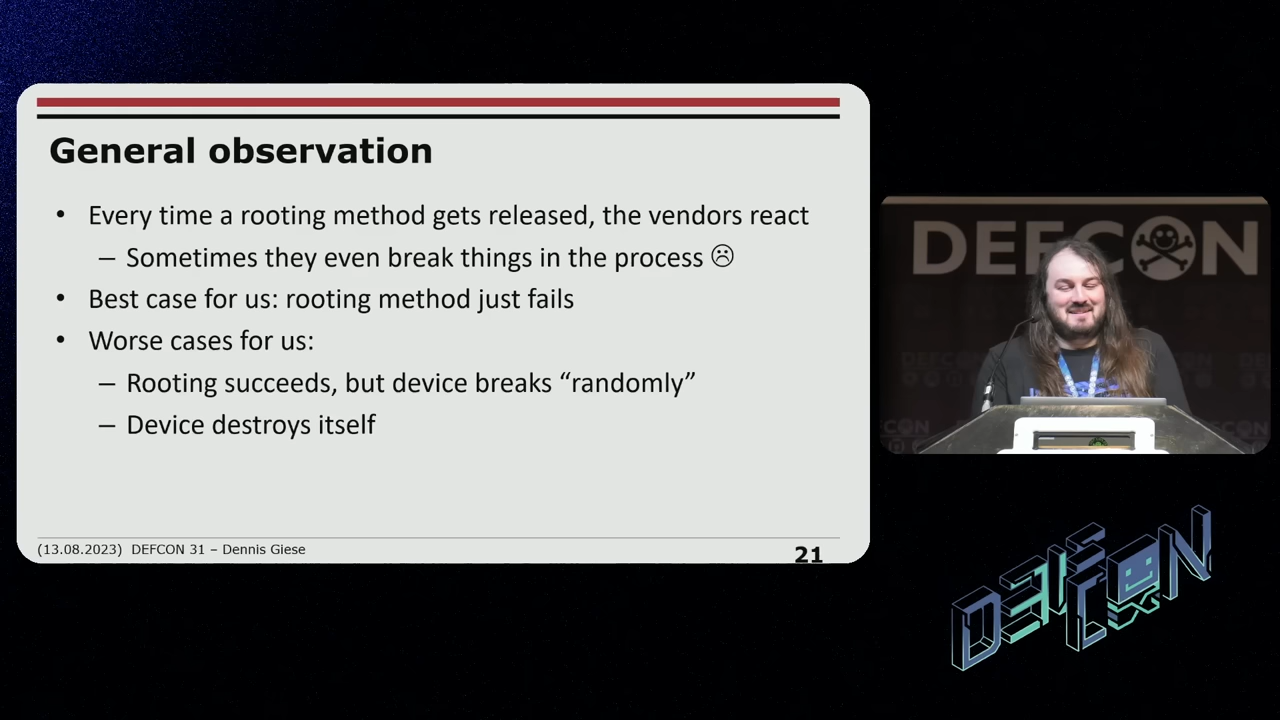 General observation
• Every time a rooting method gets released, the vendors react
– Sometimes they even break things in the process ☹
• Best case for us: rooting method just fails
• Worse cases for us:
– Rooting succeeds, but device breaks “randomly”
– Device destroys itself
(13.08.2023) DEFCON 31 – Dennis Giese
21
DEFCON
DEFCON